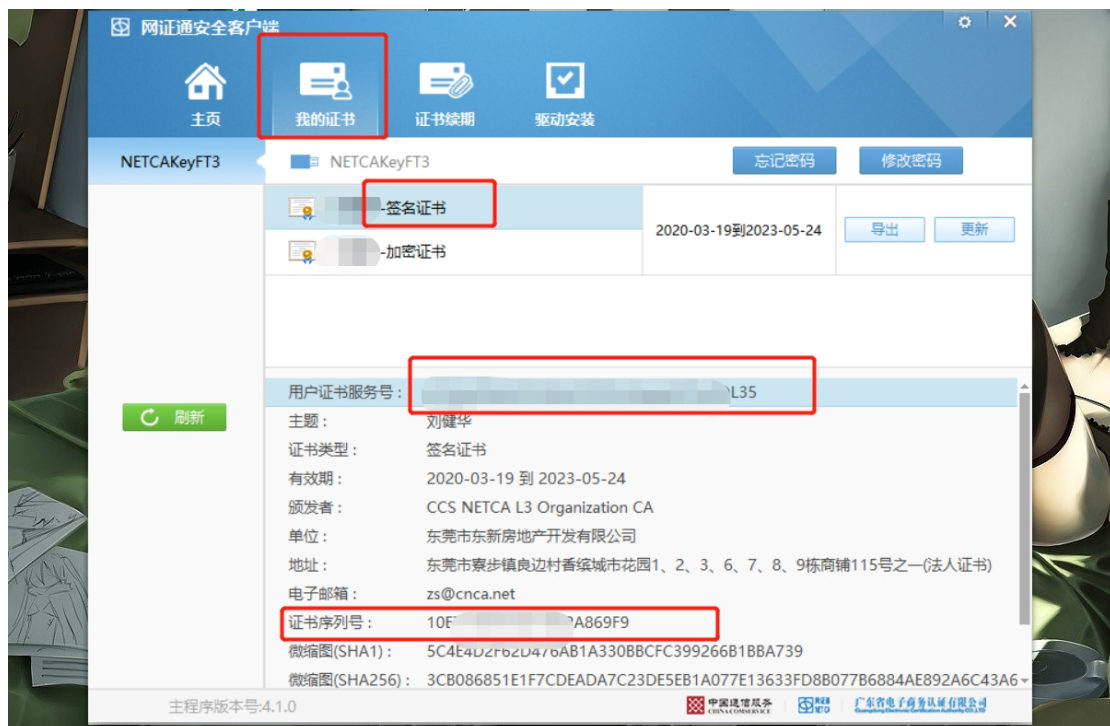 网证通安全客户端
主页 我的证书 证书续期 驱动安装
NETCAKeyFT3 NETCAKeyFT3 忘记密码 修改密码
-签名证书
2020-03-19到2023-05-24 导出 更新
-加密证书
用户证书服务号: L35
刷新
主题: 刘健华
证书类型: 签名证书
有效期: 2020-03-19 到 2023-05-24
颁发者: CCS NETCA L3 Organization CA
单位: 东莞市东新房地产开发有限公司
地址: 东莞市寮步镇良边村香缤城市花园1、2、3、6、7、8、9栋商铺115号之一(法人证书)
电子邮箱: zs@cnca.net
证书序列号: 10E A869F9
微缩图(SHA1): 5C4E4D2F62D476AB1A330BBCFC399266B1BBA739
微缩图(SHA256): 3CB086851E1F7CDEADA7C23DE5EB1A077E13633FD8B077B6884AE892A6C43A6
主程序版本号:4.1.0 中国通信服务 CHINA COMSERVICE 广东省电子商务认证有限公司